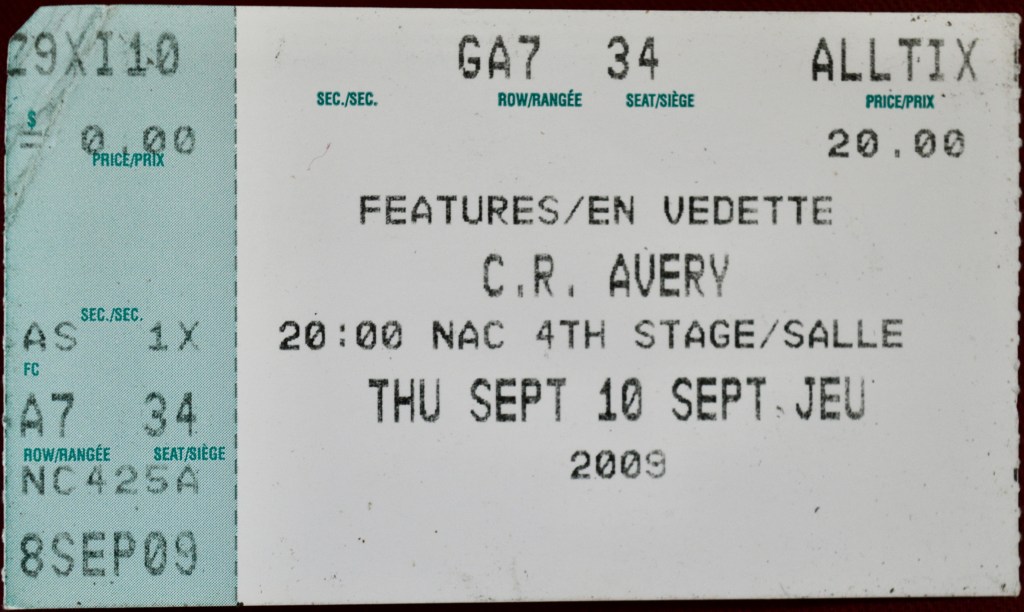 Z9XI10
$ 0.00
PRICE/PRIX
SEC./SEC.
AS 1X
FC
A7 34
ROW/RANGÉE SEAT/SIÈGE
NC425A
8SEP09
GA7 34 ALLTIX
SEC./SEC. ROW/RANGÉE SEAT/SIÈGE PRICE/PRIX
20.00
FEATURES/EN VEDETTE
C.R. AVERY
20:00 NAC 4TH STAGE/SALLE
THU SEPT 10 SEPT. JEU
2009